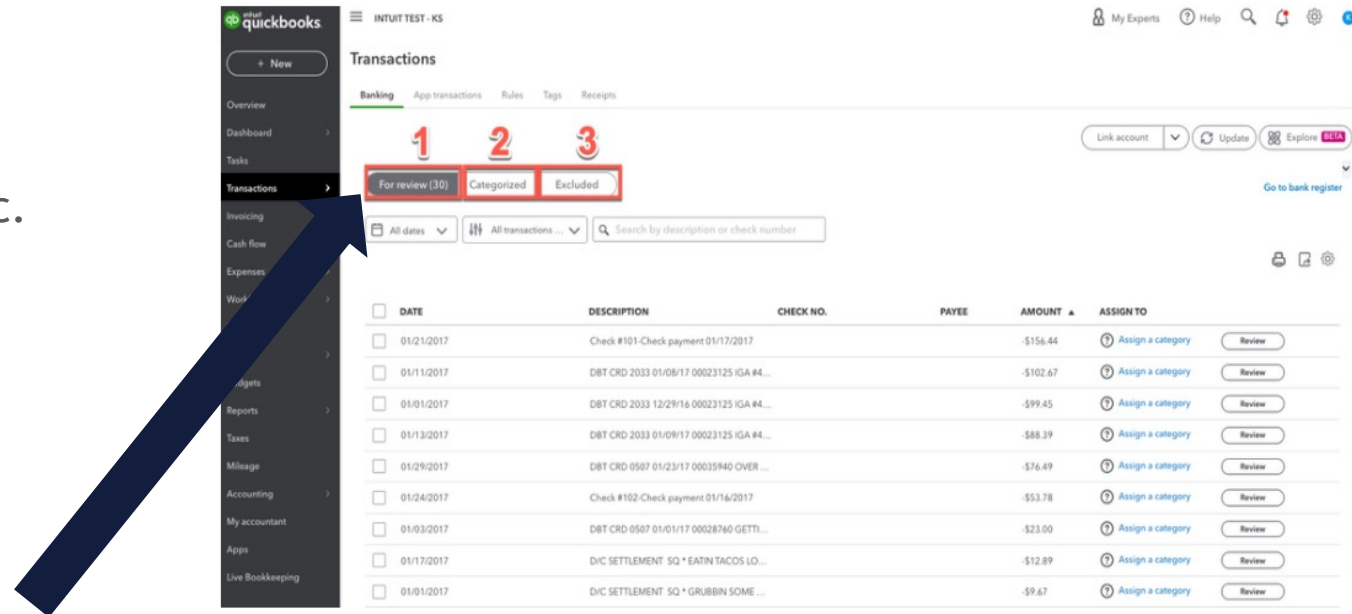 c.
intuit
qb quickbooks.
INTUIT TEST - KS
My Experts
Help
K
+ New
Transactions
Banking App transactions Rules Tags Receipts
Overview
Dashboard
Tasks
Transactions
Invoicing
Cash flow
Expenses
Reports
Taxes
Mileage
Accounting
My accountant
Apps
Live Bookkeeping
1 2 3
Link account Update Explore BETA
For review (30) Categorized Excluded
Go to bank register
All dates All transactions ... Search by description or check number
DATE DESCRIPTION CHECK NO. PAYEE AMOUNT ASSIGN TO
01/21/2017 Check #101-Check payment 01/17/2017 -$156.44 Assign a category Review
01/11/2017 DBT CRD 2033 01/08/17 00023125 IGA #4... -$102.67 Assign a category Review
01/01/2017 DBT CRD 2033 12/29/16 00023125 IGA #4... -$99.45 Assign a category Review
01/13/2017 DBT CRD 2033 01/09/17 00023125 IGA #4... -$88.39 Assign a category Review
01/29/2017 DBT CRD 0507 01/23/17 00035940 OVER ... -$76.49 Assign a category Review
01/24/2017 Check #102-Check payment 01/16/2017 -$53.78 Assign a category Review
01/03/2017 DBT CRD 0507 01/01/17 00028760 GETTI... -$23.00 Assign a category Review
01/17/2017 D/C SETTLEMENT SQ * EATIN TACOS LO... -$12.89 Assign a category Review
01/01/2017 D/C SETTLEMENT SQ * GRUBBIN SOME ... -$9.67 Assign a category Review